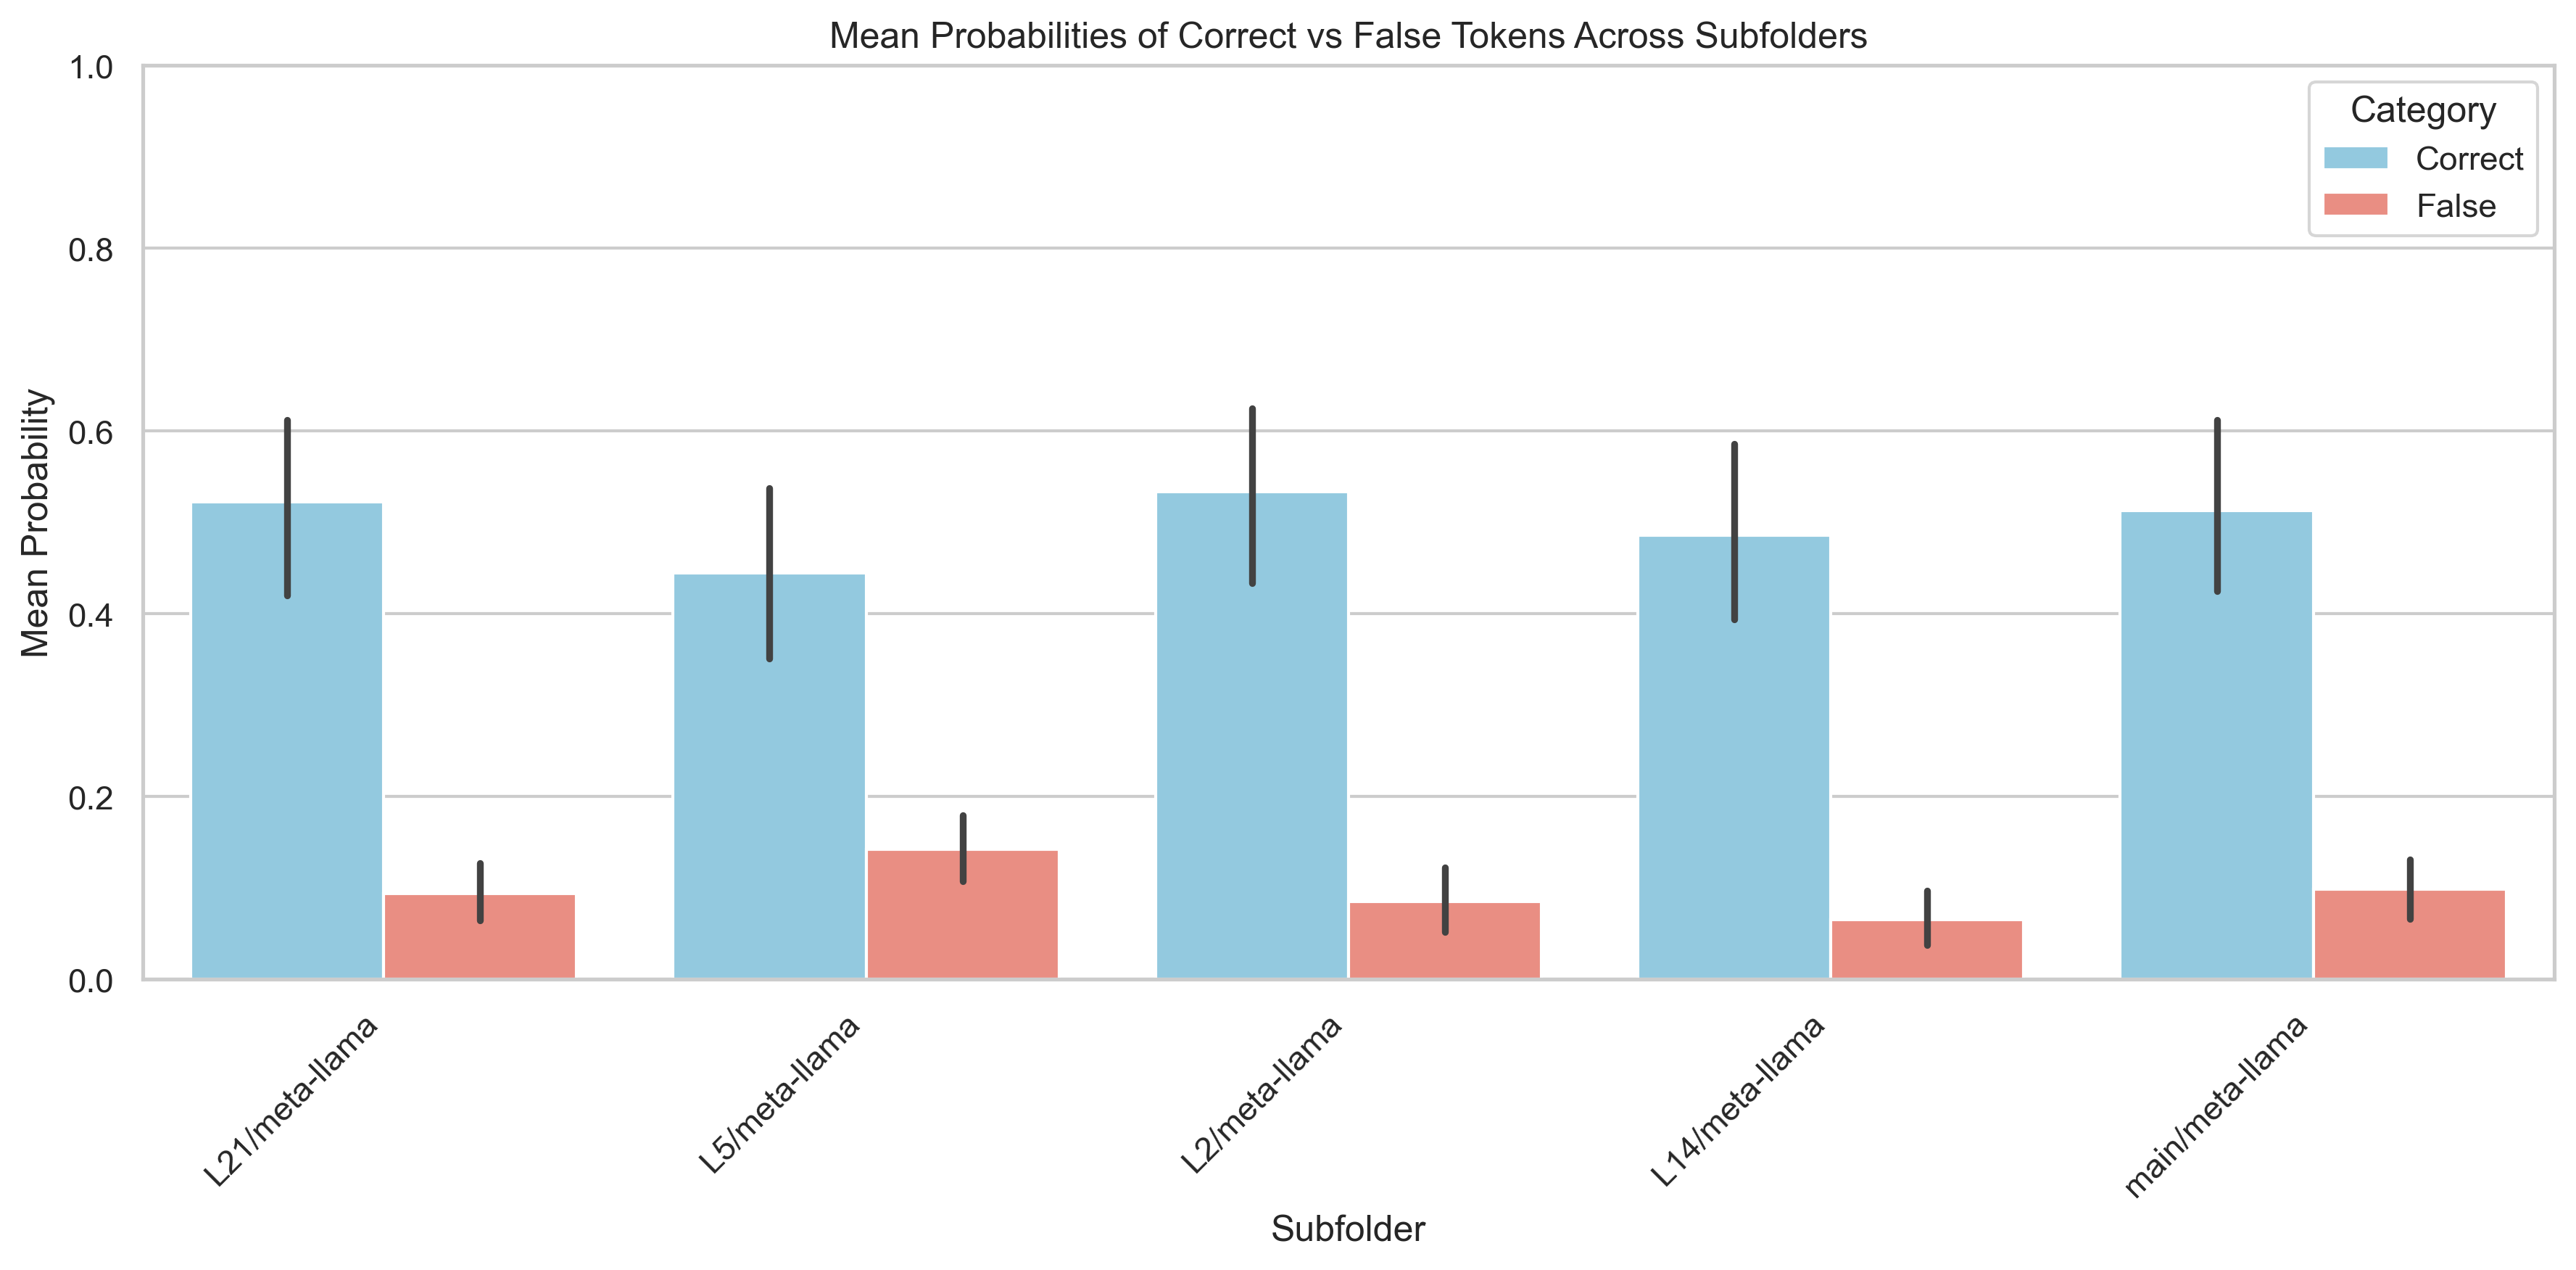 Mean Probabilities of Correct vs False Tokens Across Subfolders
Category
Correct
False
Mean Probability
1.0
0.8
0.6
0.4
0.2
0.0
L21/meta-llama
L5/meta-llama
L2/meta-llama
L14/meta-llama
main/meta-llama
Subfolder